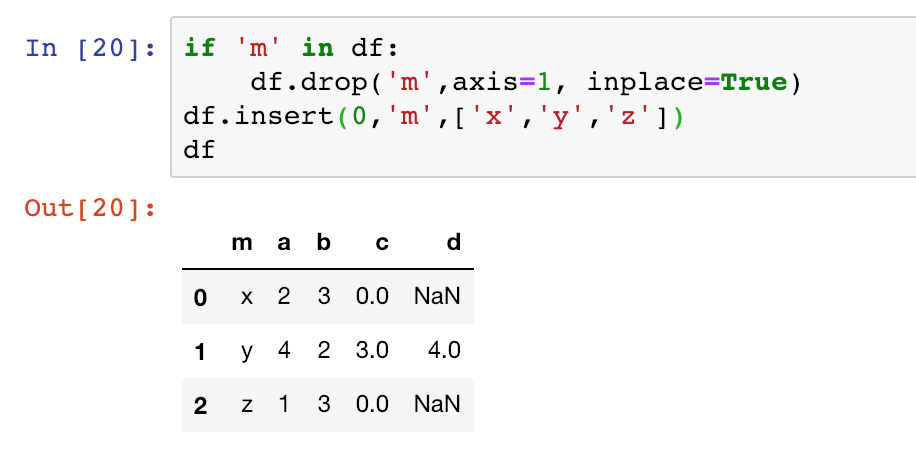 In [20]: if 'm' in df:
    df.drop('m',axis=1, inplace=True)
df.insert(0,'m',['x','y','z'])
df
Out[20]:
m a b c d
0 x 2 3 0.0 NaN
1 y 4 2 3.0 4.0
2 z 1 3 0.0 NaN